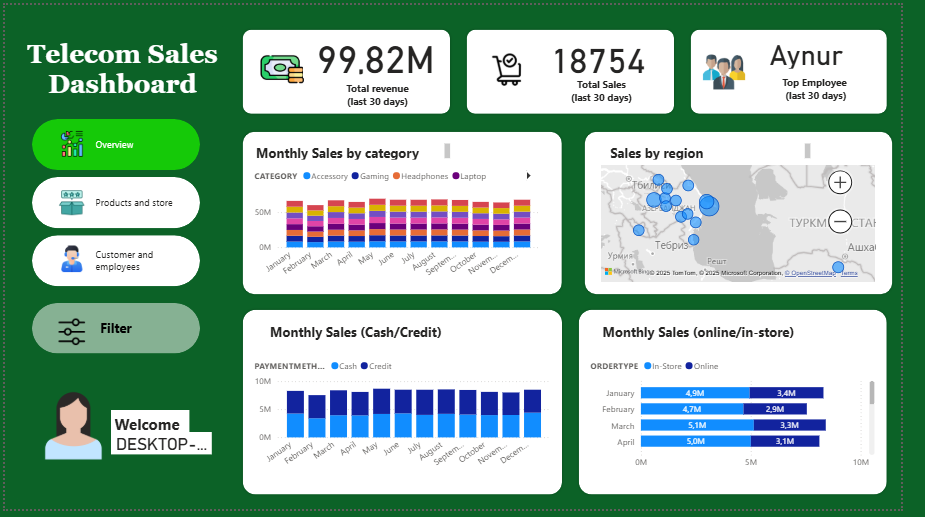 Telecom Sales
Dashboard
Overview
Products and store
Customer and
employees
Filter
Welcome
DESKTOP-...
99,82M
Total revenue
(last 30 days)
18754
Total Sales
(last 30 days)
Aynur
Top Employee
(last 30 days)
Monthly Sales by category
CATEGORY Accessory Gaming Headphones Laptop
50M
0M
January
February
March
April
May
June
July
August
Septem...
October
Novem...
Decem...
Sales by region
Тбили
АЗЕРБАЙДЖАН
ТУРКМ СТАН
Тебриз
Ашха
Урмия
Решт
Microsoft Bing
© 2025 TomTom, © 2025 Microsoft Corporation, © OpenStreetMap Terms
Monthly Sales (Cash/Credit)
PAYMENTMETH... Cash Credit
10M
5M
0M
January
February
March
April
May
June
July
August
Septem...
October
Novem...
Decem...
Monthly Sales (online/in-store)
ORDERTYPE In-Store Online
January 4,9M 3,4M
February 4,7M 2,9M
March 5,1M 3,3M
April 5,0M 3,1M
0M 5M 10M